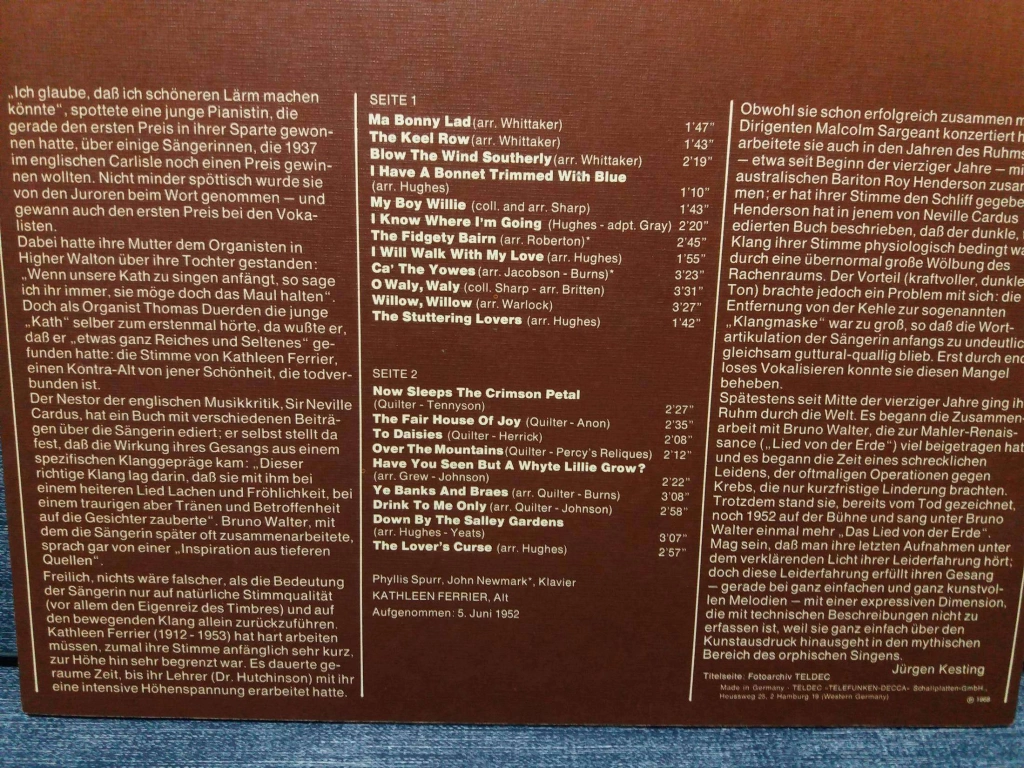 „Ich glaube, daß ich schöneren Lärm machen
könnte", spottete eine junge Pianistin, die
gerade den ersten Preis in ihrer Sparte gewon-
nen hatte, über einige Sängerinnen, die 1937
im englischen Carlisle noch einen Preis gewin-
nen wollten. Nicht minder spöttisch wurde sie
von den Juroren beim Wort genommen – und
gewann auch den ersten Preis bei den Voka-
listen.
Dabei hatte ihre Mutter dem Organisten in
Higher Walton über ihre Tochter gestanden:
„Wenn unsere Kath zu singen anfängt, so sage
ich ihr immer, sie möge doch das Maul halten".
Doch als Organist Thomas Duerden die junge
„Kath" selber zum erstenmal hörte, da wußte er,
daß er „etwas ganz Reiches und Seltenes" ge-
funden hatte: die Stimme von Kathleen Ferrier,
einen Kontra-Alt von jener Schönheit, die todver-
bunden ist.
Der Nestor der englischen Musikkritik, Sir Neville
Cardus, hat ein Buch mit verschiedenen Beiträ-
gen über die Sängerin ediert; er selbst stellt da
fest, daß die Wirkung ihres Gesangs aus einem
spezifischen Klanggepräge kam: „Dieser
richtige Klang lag darin, daß sie mit ihm bei
einem heiteren Lied Lachen und Fröhlichkeit, bei
einem traurigen aber Tränen und Betroffenheit
auf die Gesichter zauberte". Bruno Walter, mit
dem die Sängerin später oft zusammenarbeitete,
sprach gar von einer „Inspiration aus tieferen
Quellen".
Freilich, nichts wäre falscher, als die Bedeutung
der Sängerin nur auf natürliche Stimmqualität
(vor allem den Eigenreiz des Timbres) und auf
den bewegenden Klang allein zurückzuführen.
Kathleen Ferrier (1912 - 1953) hat hart arbeiten
müssen, zumal ihre Stimme anfänglich sehr kurz,
zur Höhe hin sehr begrenzt war. Es dauerte ge-
raume Zeit, bis ihr Lehrer (Dr. Hutchinson) mit ihr
eine intensive Höhenspannung erarbeitet hatte.
SEITE 1
Ma Bonny Lad (arr. Whittaker) 1'47"
The Keel Row (arr. Whittaker) 1'43"
Blow The Wind Southerly (arr. Whittaker) 2'19"
I Have A Bonnet Trimmed With Blue
(arr. Hughes) 1'10"
My Boy Willie (coll. and arr. Sharp) 1'43"
I Know Where I'm Going (Hughes - adpt. Gray) 2'20"
The Fidgety Bairn (arr. Roberton)* 2'45"
I Will Walk With My Love (arr. Hughes) 1'55"
Ca' The Yowes (arr. Jacobson - Burns)* 3'23"
O Waly, Waly (coll. Sharp - arr. Britten) 3'31"
Willow, Willow (arr. Warlock) 3'27"
The Stuttering Lovers (arr. Hughes) 1'42"
SEITE 2
Now Sleeps The Crimson Petal
(Quilter - Tennyson) 2'27"
The Fair House Of Joy (Quilter - Anon) 2'35"
To Daisies (Quilter - Herrick) 2'08"
Over The Mountains (Quilter - Percy's Reliques) 2'12"
Have You Seen But A Whyte Lillie Grow?
(arr. Grew - Johnson) 2'22"
Ye Banks And Braes (arr. Quilter - Burns) 3'08"
Drink To Me Only (arr. Quilter - Johnson) 2'58"
Down By The Salley Gardens
(arr. Hughes - Yeats) 3'07"
The Lover's Curse (arr. Hughes) 2'57"
Phyllis Spurr, John Newmark*, Klavier
KATHLEEN FERRIER, Alt
Aufgenommen: 5. Juni 1952
Obwohl sie schon erfolgreich zusammen m
Dirigenten Malcolm Sargeant konzertiert h
arbeitete sie auch in den Jahren des Ruhms
– etwa seit Beginn der vierziger Jahre – mi
australischen Bariton Roy Henderson zusa
men; er hat ihrer Stimme den Schliff gegebe
Henderson hat in jenem von Neville Cardus
edierten Buch beschrieben, daß der dunkle,
Klang ihrer Stimme physiologisch bedingt wa
durch eine übernormal große Wölbung des
Rachenraums. Der Vorteil (kraftvoller, dunkle
Ton) brachte jedoch ein Problem mit sich: die
Entfernung von der Kehle zur sogenannten
„Klangmaske" war zu groß, so daß die Wort-
artikulation der Sängerin anfangs zu undeutlic
gleichsam guttural-quallig blieb. Erst durch end
loses Vokalisieren konnte sie diesen Mangel
beheben.
Spätestens seit Mitte der vierziger Jahre ging ih
Ruhm durch die Welt. Es begann die Zusammen-
arbeit mit Bruno Walter, die zur Mahler-Renais-
sance („Lied von der Erde") viel beigetragen hat
und es begann die Zeit eines schrecklichen
Leidens, der oftmaligen Operationen gegen
Krebs, die nur kurzfristige Linderung brachten.
Trotzdem stand sie, bereits vom Tod gezeichnet,
noch 1952 auf der Bühne und sang unter Bruno
Walter einmal mehr „Das Lied von der Erde".
Mag sein, daß man ihre letzten Aufnahmen unter
dem verklärenden Licht ihrer Leiderfahrung hört;
doch diese Leiderfahrung erfüllt ihren Gesang
– gerade bei ganz einfachen und ganz kunstvol-
len Melodien – mit einer expressiven Dimension,
die mit technischen Beschreibungen nicht zu
erfassen ist, weil sie ganz einfach über den
Kunstausdruck hinausgeht in den mythischen
Bereich des orphischen Singens.
Jürgen Kesting
Titelseite: Fotoarchiv TELDEC
Made in Germany · TELDEC »TELEFUNKEN-DECCA« Schallplatten-GmbH.,
Heussweg 25, 2 Hamburg 19 (Western Germany)